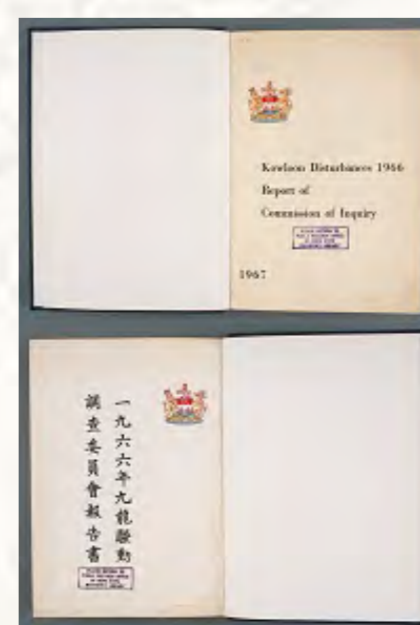 Kowloon Disturbances 1966
Report of
Commission of Inquiry
1967
一九六六年九龍騷動
調查委員會報告書